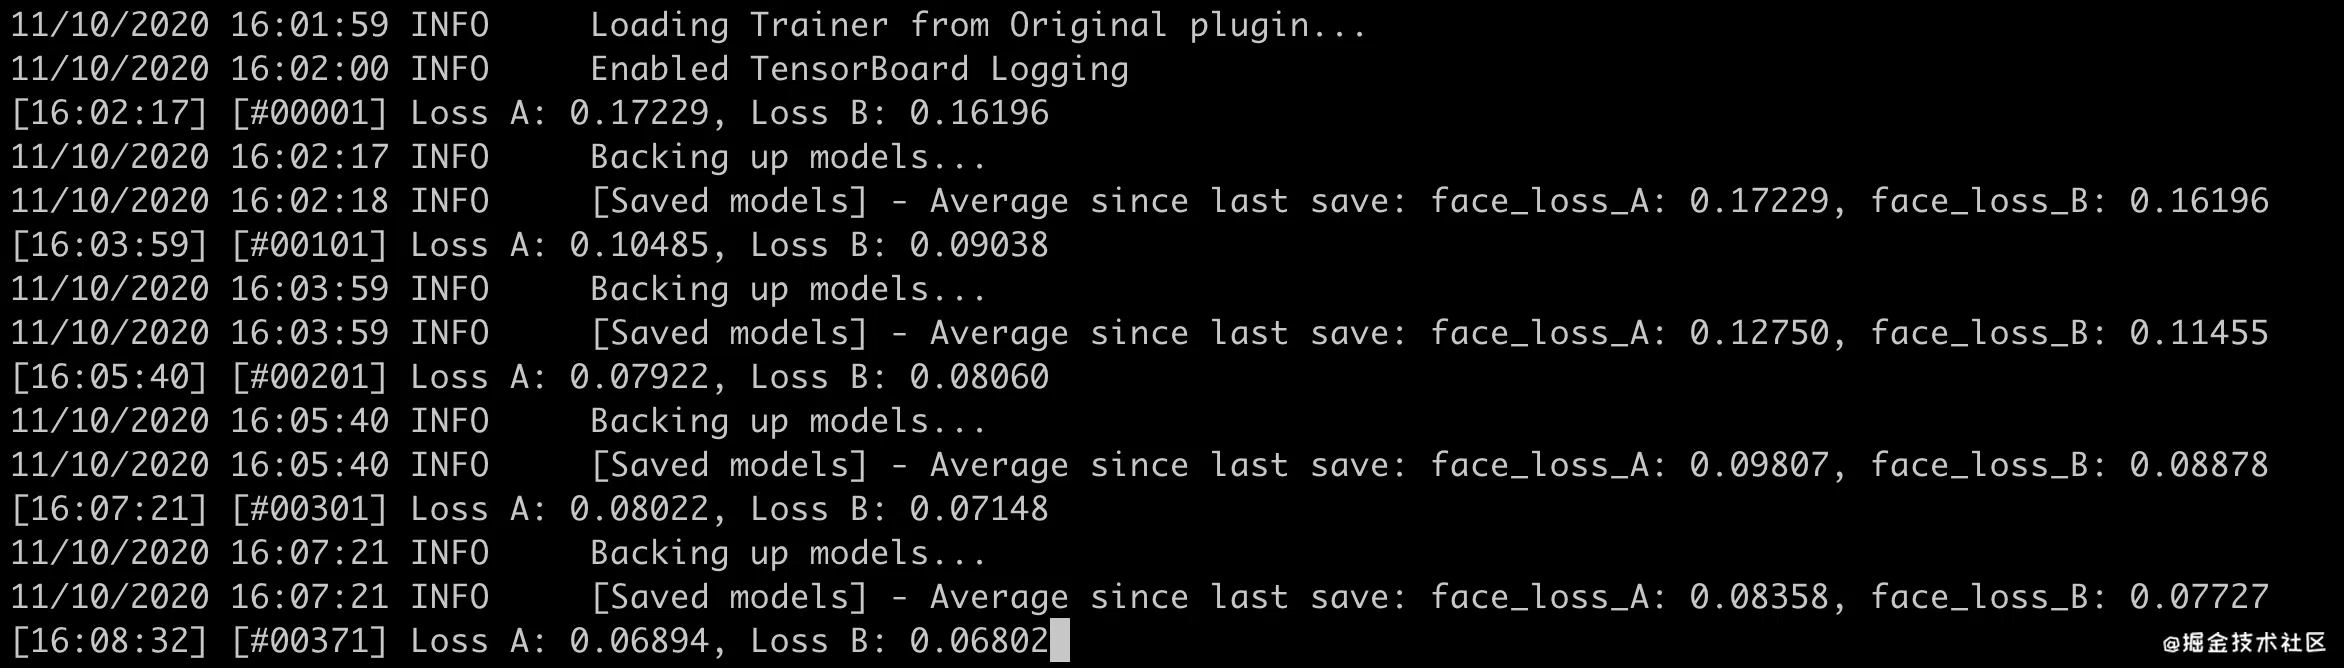 11/10/2020 16:01:59 INFO     Loading Trainer from Original plugin...
11/10/2020 16:02:00 INFO     Enabled TensorBoard Logging
[16:02:17] [#00001] Loss A: 0.17229, Loss B: 0.16196
11/10/2020 16:02:17 INFO     Backing up models...
11/10/2020 16:02:18 INFO     [Saved models] - Average since last save: face_loss_A: 0.17229, face_loss_B: 0.16196
[16:03:59] [#00101] Loss A: 0.10485, Loss B: 0.09038
11/10/2020 16:03:59 INFO     Backing up models...
11/10/2020 16:03:59 INFO     [Saved models] - Average since last save: face_loss_A: 0.12750, face_loss_B: 0.11455
[16:05:40] [#00201] Loss A: 0.07922, Loss B: 0.08060
11/10/2020 16:05:40 INFO     Backing up models...
11/10/2020 16:05:40 INFO     [Saved models] - Average since last save: face_loss_A: 0.09807, face_loss_B: 0.08878
[16:07:21] [#00301] Loss A: 0.08022, Loss B: 0.07148
11/10/2020 16:07:21 INFO     Backing up models...
11/10/2020 16:07:21 INFO     [Saved models] - Average since last save: face_loss_A: 0.08358, face_loss_B: 0.07727
[16:08:32] [#00371] Loss A: 0.06894, Loss B: 0.06802
@掘金技术社区